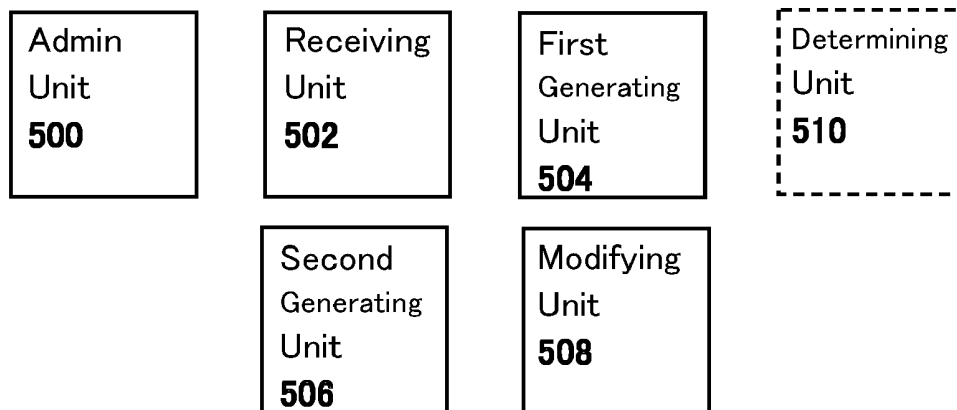 Admin
Unit
500
Receiving
Unit
502
First
Generating
Unit
504
Determining
Unit
510
Second
Generating
Unit
506
Modifying
Unit
508